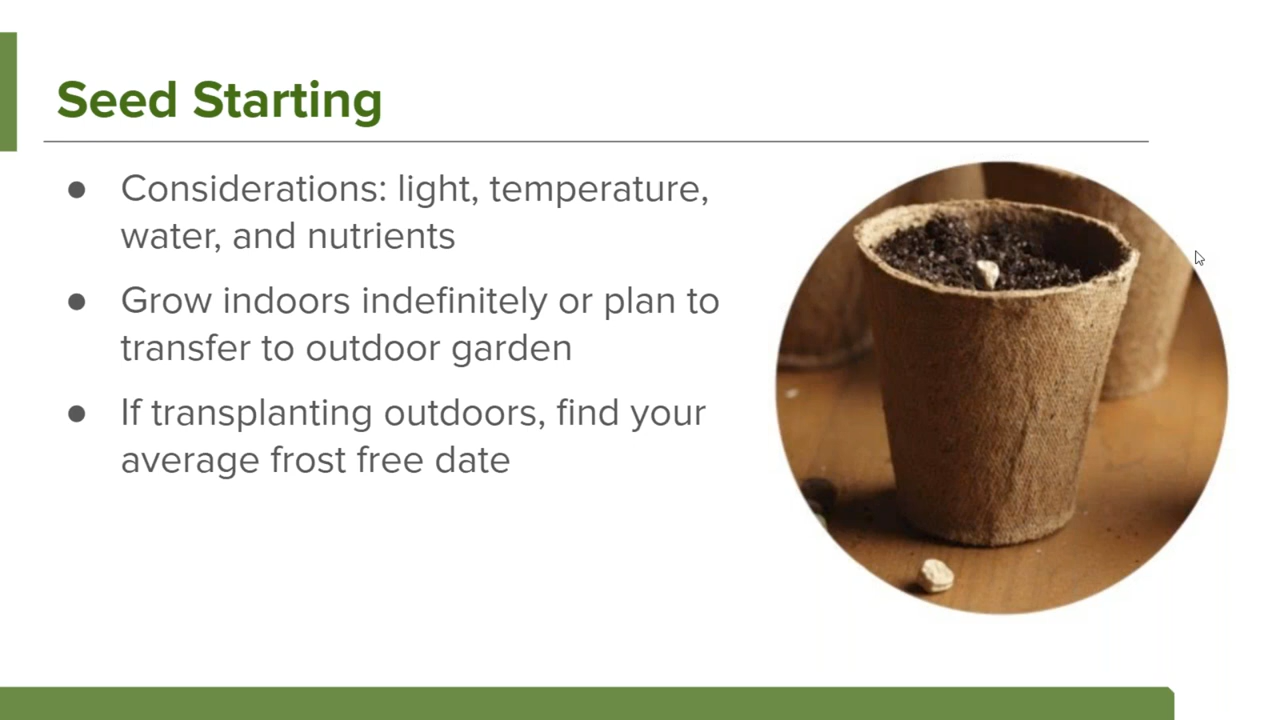 Seed Starting
● Considerations: light, temperature,
water, and nutrients
● Grow indoors indefinitely or plan to
transfer to outdoor garden
● If transplanting outdoors, find your
average frost free date